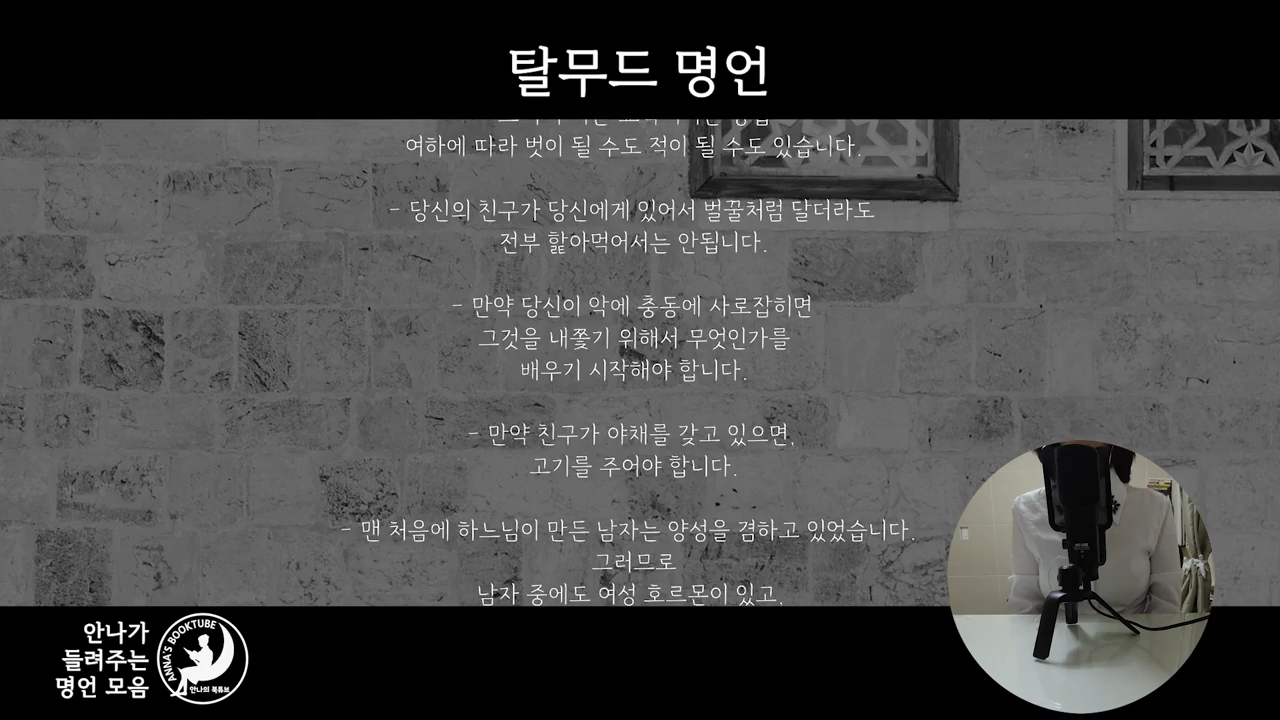 탈무드 명언
여하에 따라 벗이 될 수도 적이 될 수도 있습니다.
- 당신의 친구가 당신에게 있어서 벌꿀처럼 달더라도
전부 핥아먹어서는 안됩니다.
- 만약 당신이 악에 충동에 사로잡히면
그것을 내쫓기 위해서 무엇인가를
배우기 시작해야 합니다.
- 만약 친구가 야채를 갖고 있으면,
고기를 주어야 합니다.
- 맨 처음에 하느님이 만든 남자는 양성을 겸하고 있었습니다.
그러므로
남자 중에도 여성 호르몬이 있고,
안나가
들려주는
명언 모음
ANNA'S BOOKTUBE
안나의 북튜브